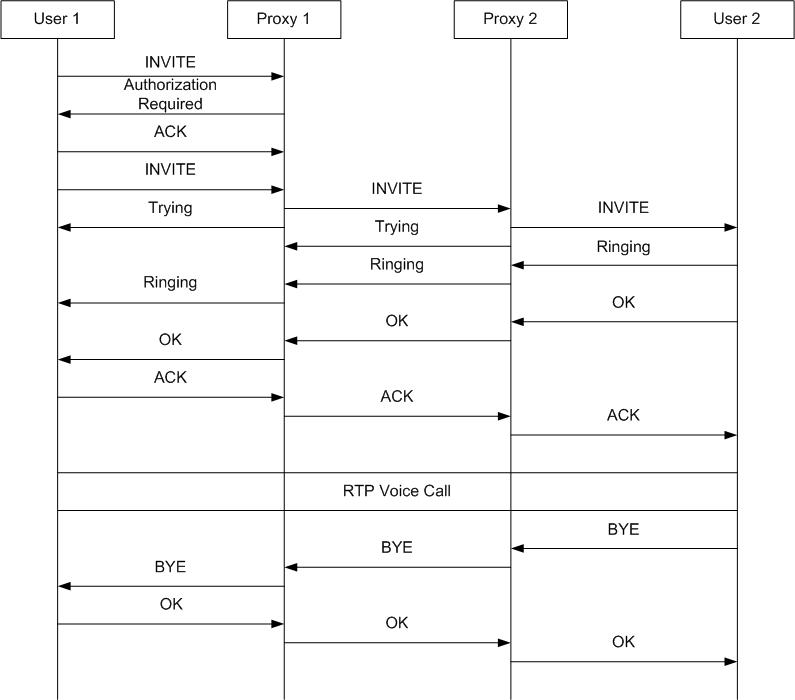 User 1
Proxy 1
Proxy 2
User 2
INVITE
Authorization
Required
ACK
INVITE
INVITE
Trying
INVITE
Trying
Ringing
Ringing
Ringing
OK
OK
OK
ACK
ACK
ACK
RTP Voice Call
BYE
BYE
BYE
OK
OK
OK